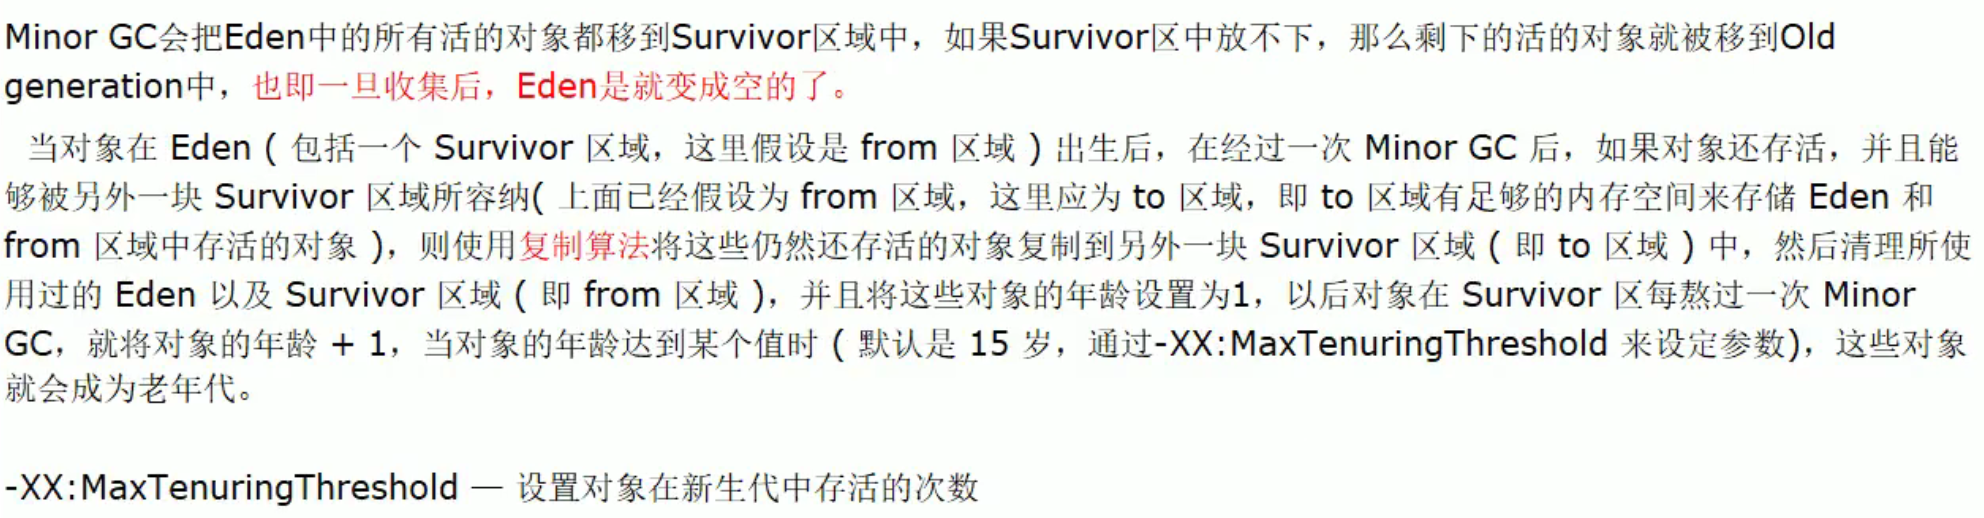 Minor GC会把Eden中的所有活的对象都移到Survivor区域中，如果Survivor区中放不下，那么剩下的活的对象就被移到Old
generation中，也即一旦收集后，Eden是就变成空的了。
当对象在 Eden ( 包括一个 Survivor 区域，这里假设是 from 区域 ) 出生后，在经过一次 Minor GC 后，如果对象还存活，并且能
够被另外一块 Survivor 区域所容纳( 上面已经假设为 from 区域，这里应为 to 区域，即 to 区域有足够的内存空间来存储 Eden 和
from 区域中存活的对象 )，则使用复制算法将这些仍然还存活的对象复制到另外一块 Survivor 区域 ( 即 to 区域 ) 中，然后清理所使
用过的 Eden 以及 Survivor 区域 ( 即 from 区域 )，并且将这些对象的年龄设置为1，以后对象在 Survivor 区每熬过一次 Minor
GC，就将对象的年龄 + 1，当对象的年龄达到某个值时 ( 默认是 15 岁，通过-XX:MaxTenuringThreshold 来设定参数)，这些对象
就会成为老年代。
-XX:MaxTenuringThreshold — 设置对象在新生代中存活的次数